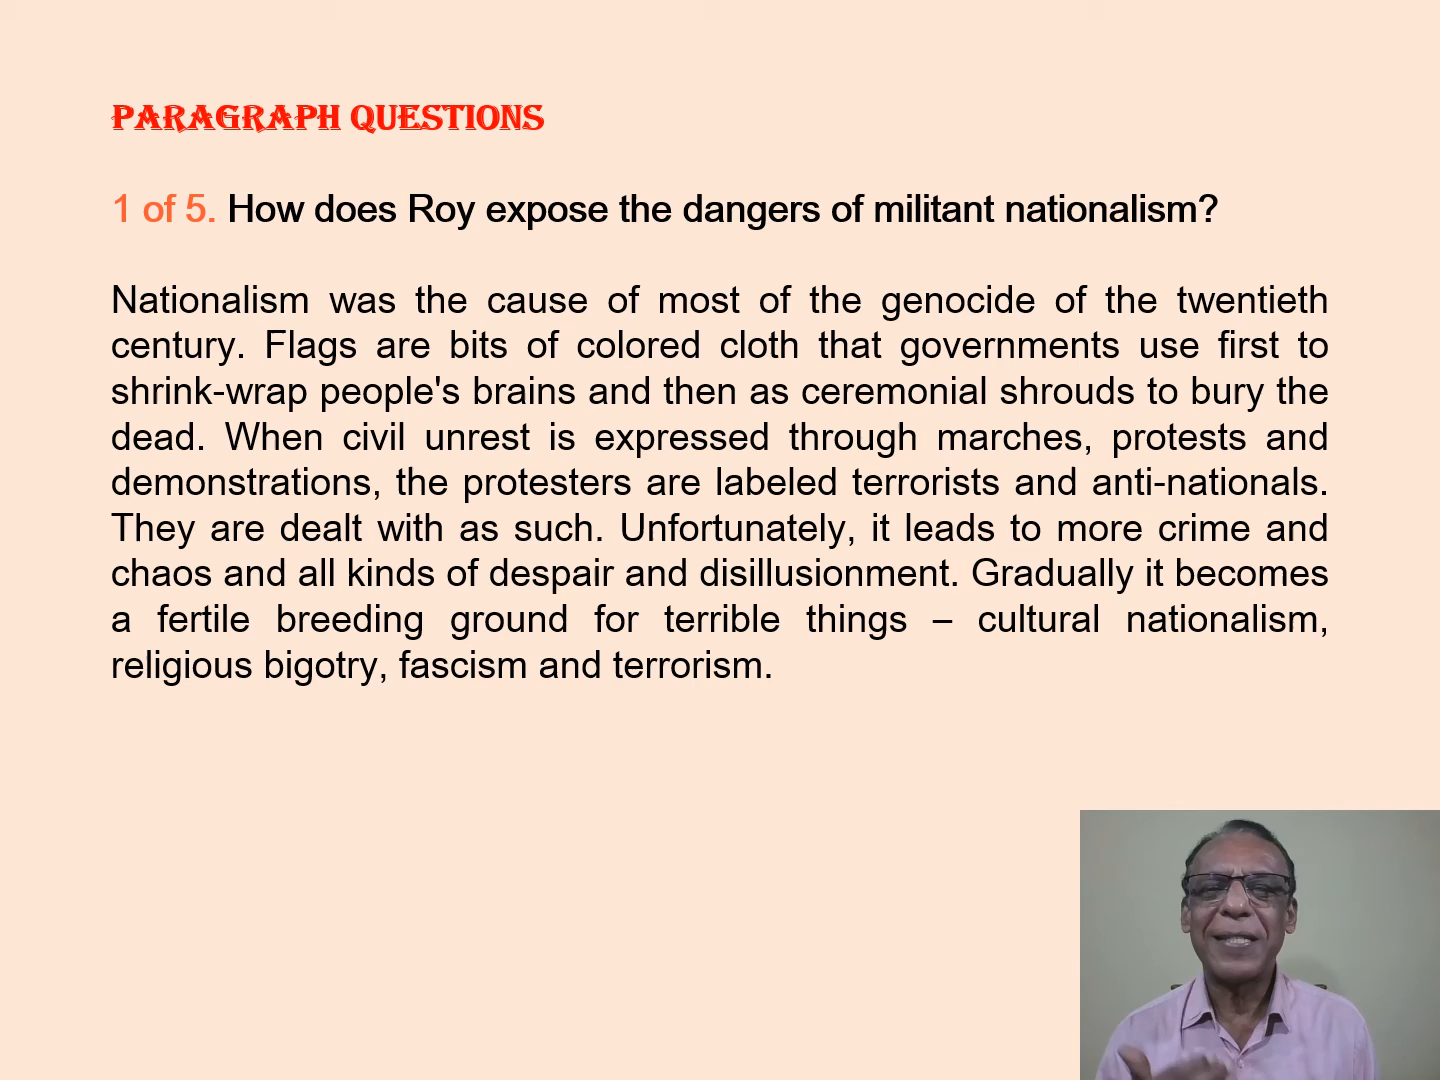 PARAGRAPH QUESTIONS
1 of 5. How does Roy expose the dangers of militant nationalism?
Nationalism was the cause of most of the genocide of the twentieth
century. Flags are bits of colored cloth that governments use first to
shrink-wrap people's brains and then as ceremonial shrouds to bury the
dead. When civil unrest is expressed through marches, protests and
demonstrations, the protesters are labeled terrorists and anti-nationals.
They are dealt with as such. Unfortunately, it leads to more crime and
chaos and all kinds of despair and disillusionment. Gradually it becomes
a fertile breeding ground for terrible things – cultural nationalism,
religious bigotry, fascism and terrorism.